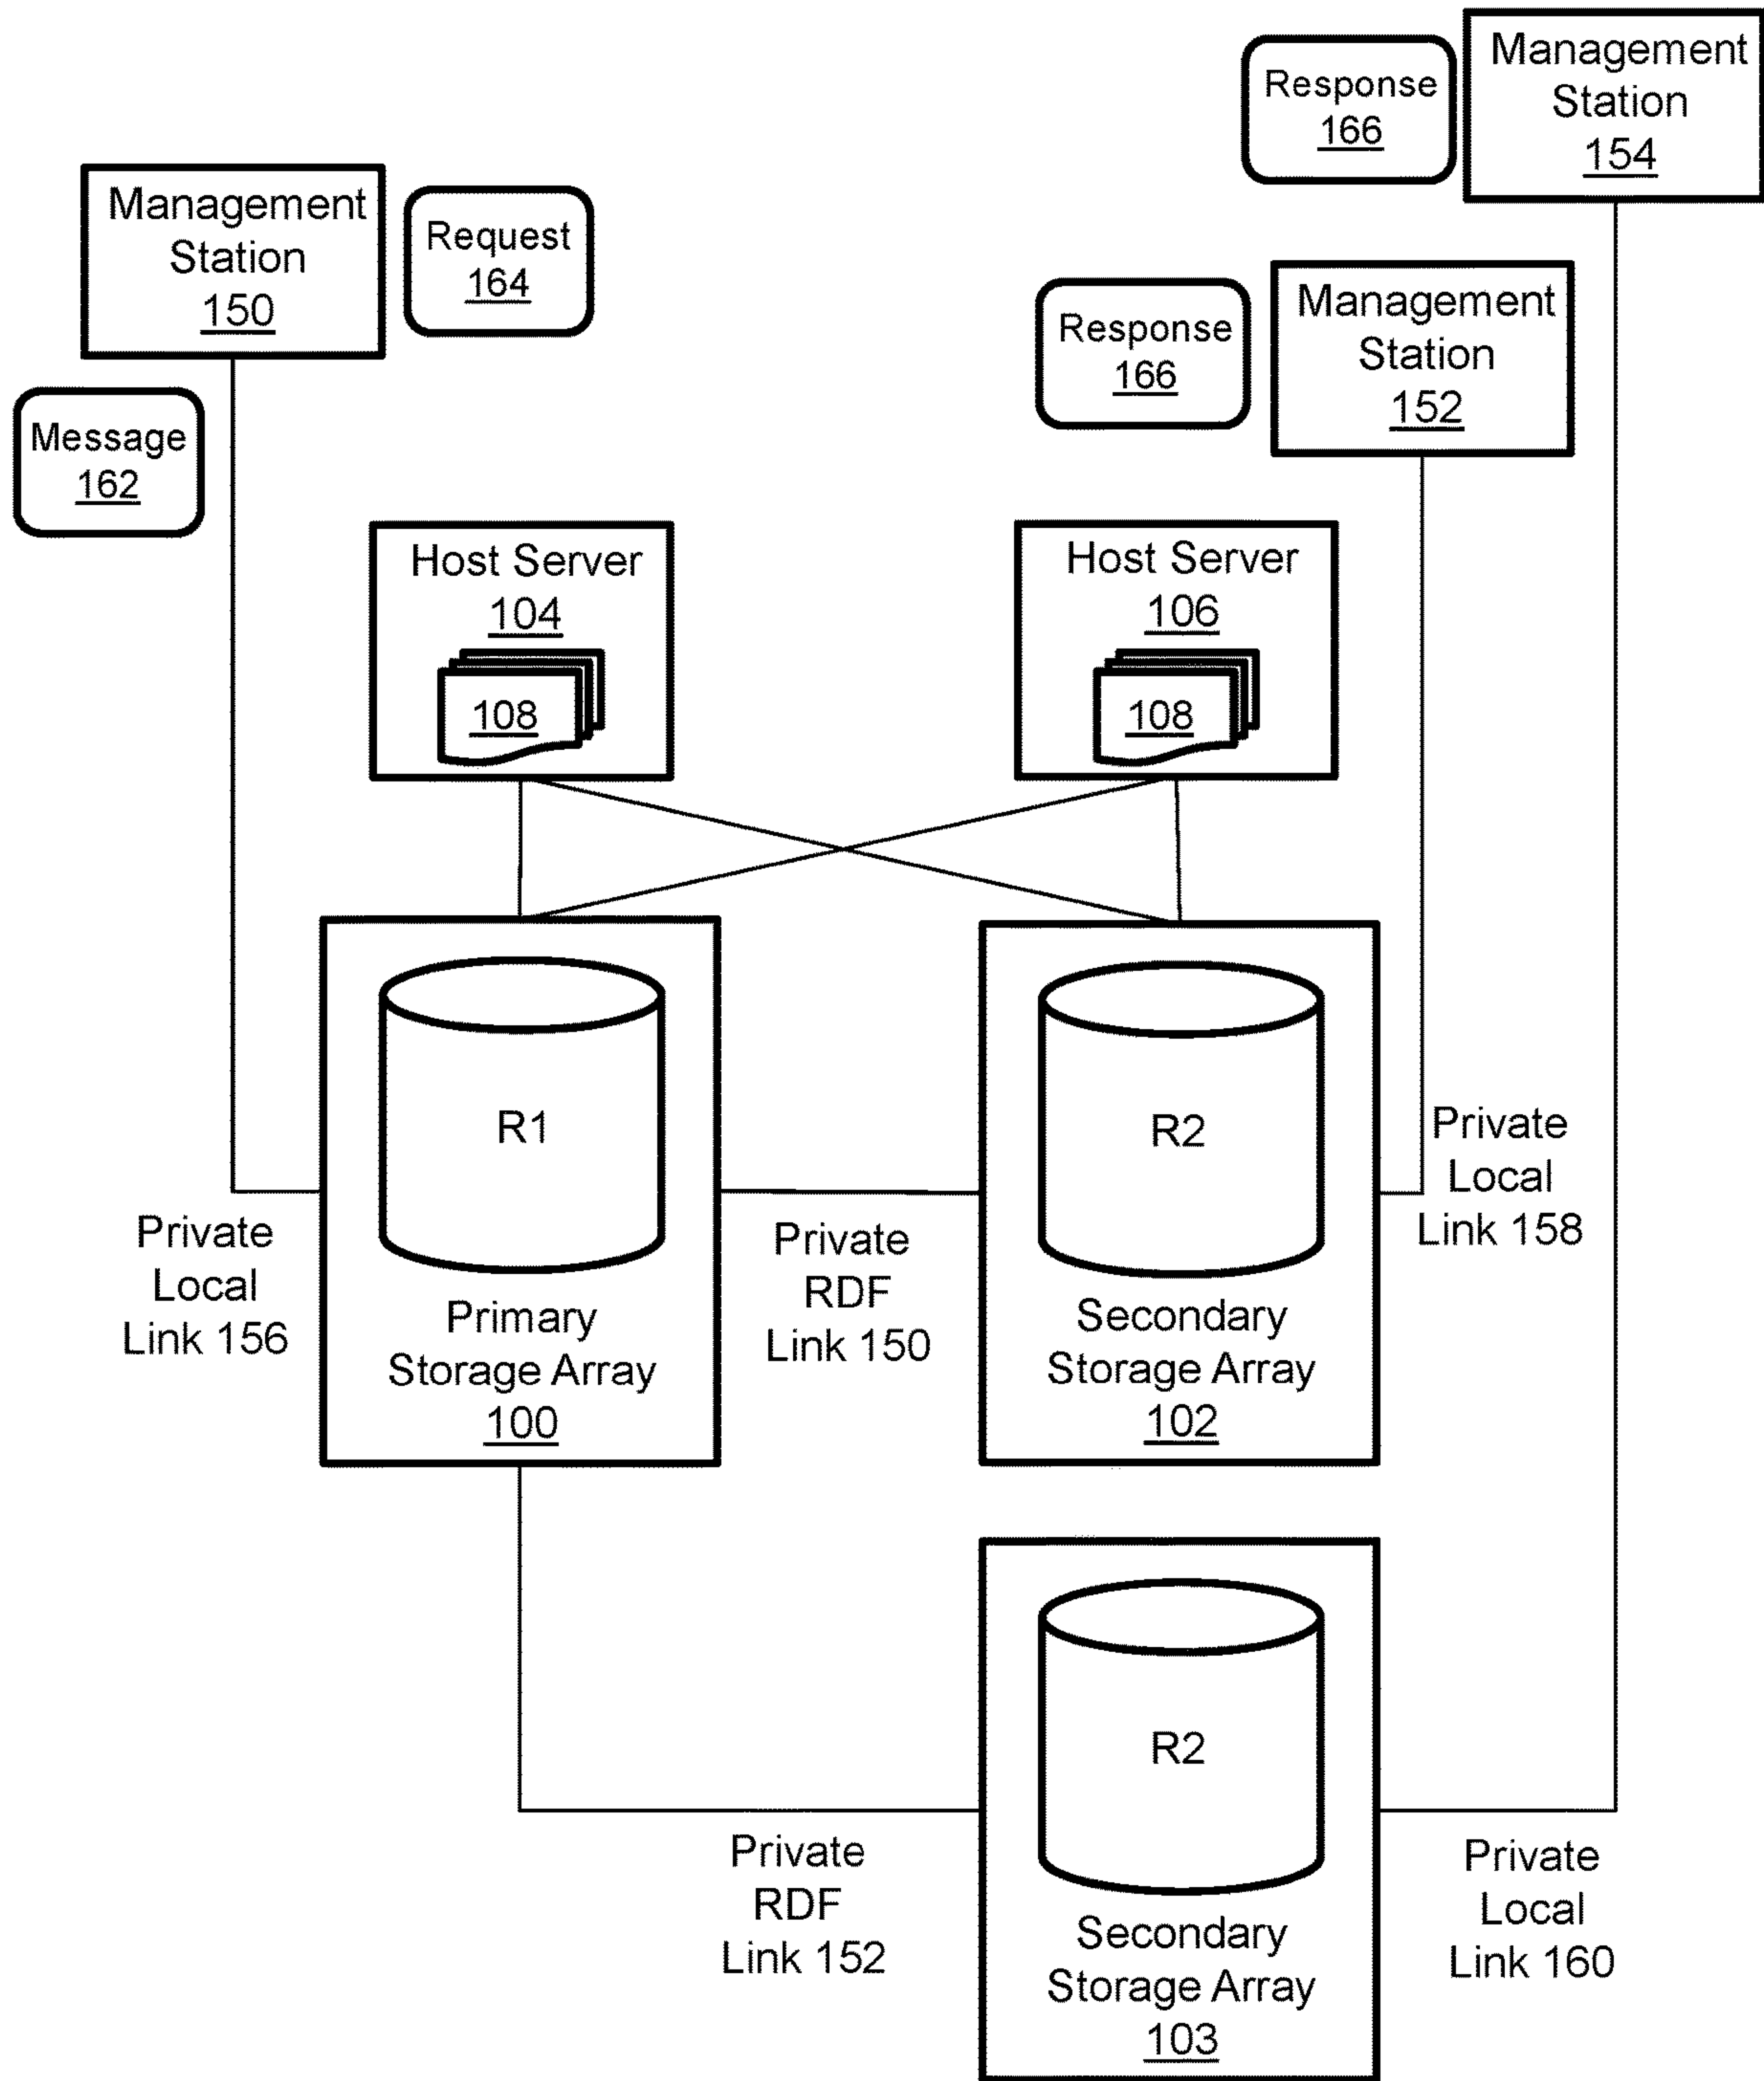 Management
Station
154
Response
166
Management
Station
150
Request
164
Management
Station
152
Response
166
Message
162
Host Server
104
108
Host Server
106
108
R1
Primary
Storage Array
100
R2
Secondary
Storage Array
102
Private
Local
Link 156
Private
RDF
Link 150
Private
Local
Link 158
R2
Secondary
Storage Array
103
Private
RDF
Link 152
Private
Local
Link 160